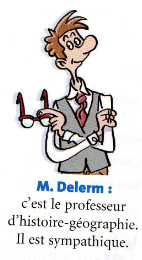 M. Delerm :
c'est le professeur
d'histoire-géographie.
Il est sympathique.